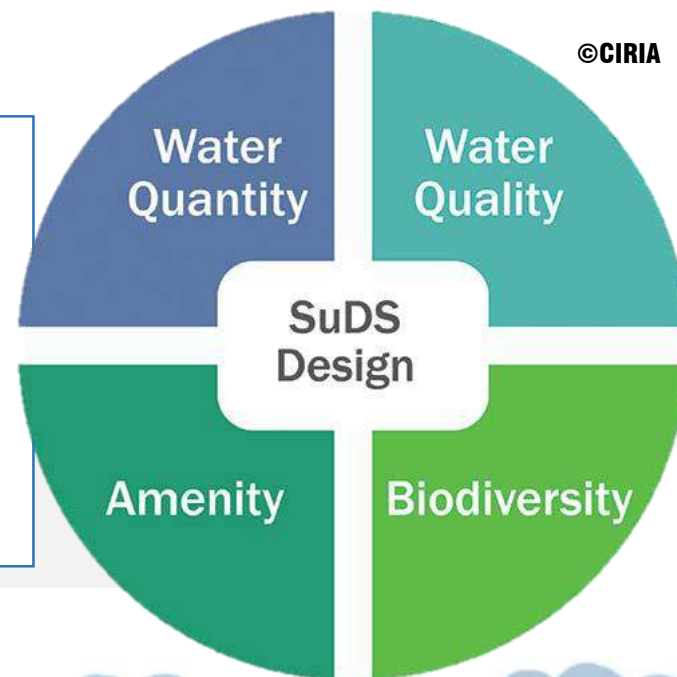 ©CIRIA
Water
Quantity
Water
Quality
SuDS
Design
Amenity
Biodiversity